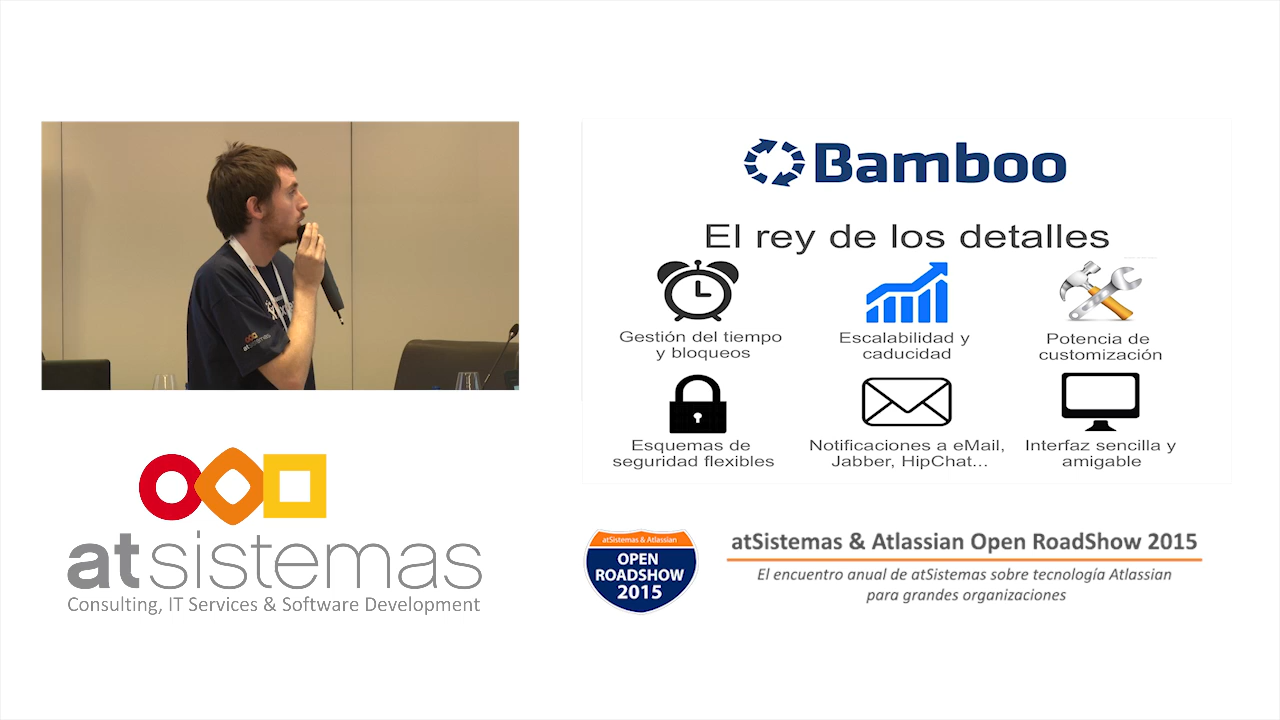 Bamboo
El rey de los detalles
Gestión del tiempo
y bloqueos
Escalabilidad y
caducidad
Potencia de
customización
Esquemas de
seguridad flexibles
Notificaciones a eMail,
Jabber, HipChat...
Interfaz sencilla y
amigable
atsistemas
atsistemas
Consulting, IT Services & Software Development
atSistemas & Atlassian
OPEN
ROADSHOW
2015
atSistemas & Atlassian Open RoadShow 2015
El encuentro anual de atSistemas sobre tecnología Atlassian
para grandes organizaciones